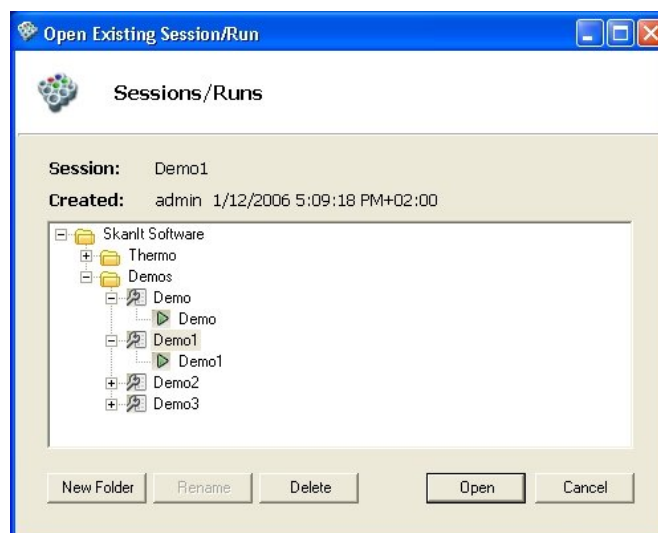 Open Existing Session/Run
Sessions/Runs
Session: Demo1
Created: admin 1/12/2006 5:09:18 PM+02:00
SkanIt Software
Thermo
Demos
Demo
Demo
Demo1
Demo1
Demo2
Demo3
New Folder Rename Delete Open Cancel